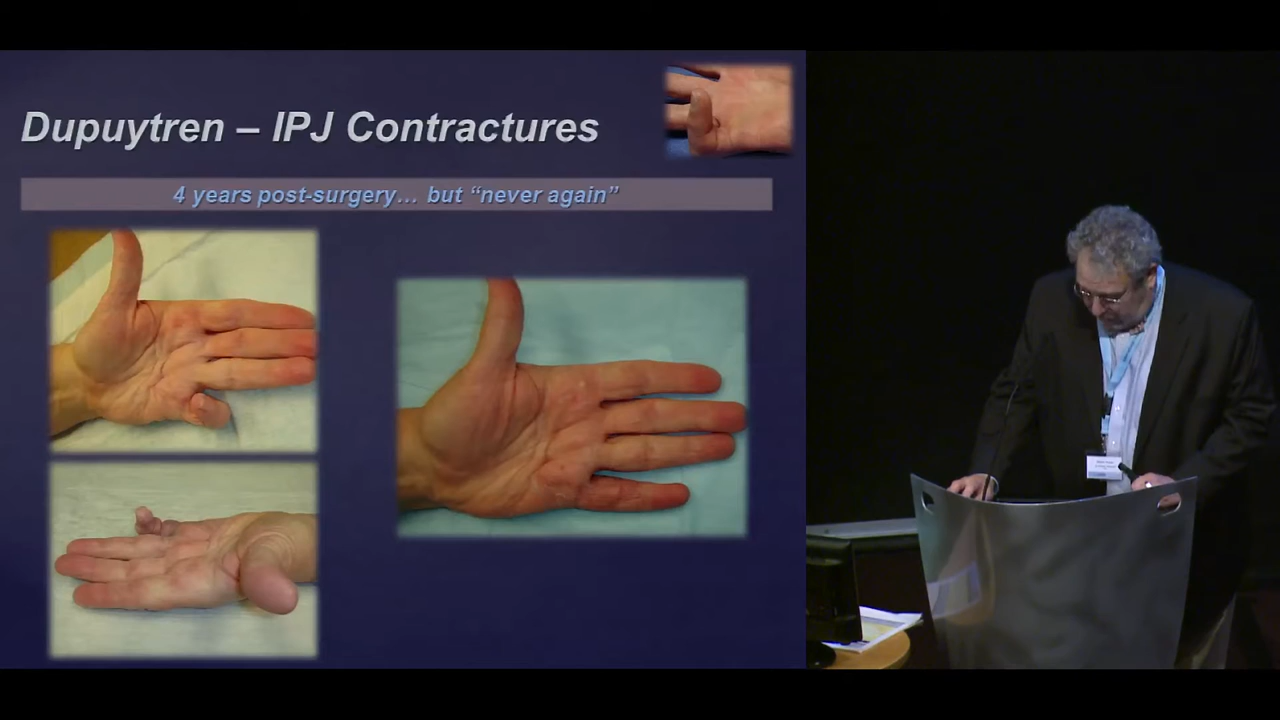 Dupuytren – IPJ Contractures
4 years post-surgery… but “never again”